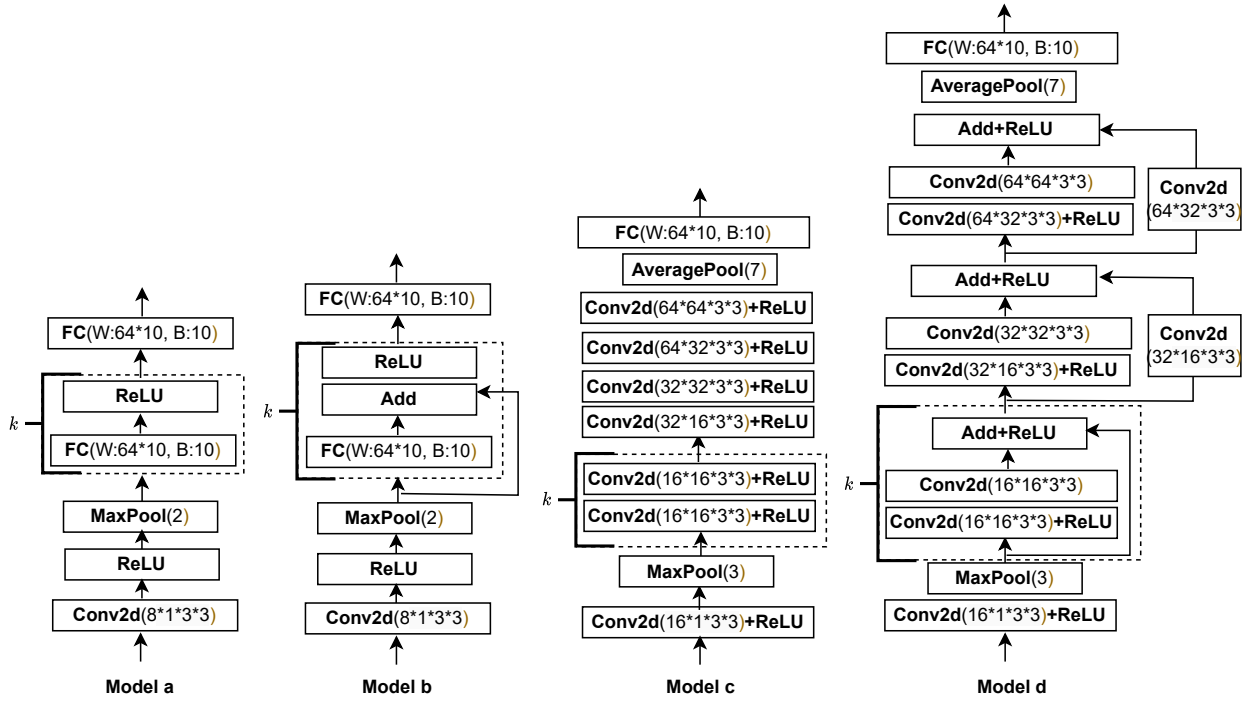 FC(W:64*10, B:10)
ReLU
FC(W:64*10, B:10)
k
MaxPool(2)
ReLU
Conv2d(8*1*3*3)
Model a
FC(W:64*10, B:10)
ReLU
Add
FC(W:64*10, B:10)
k
MaxPool(2)
ReLU
Conv2d(8*1*3*3)
Model b
FC(W:64*10, B:10)
AveragePool(7)
Conv2d(64*64*3*3)+ReLU
Conv2d(64*32*3*3)+ReLU
Conv2d(32*32*3*3)+ReLU
Conv2d(32*16*3*3)+ReLU
Conv2d(16*16*3*3)+ReLU
k
Conv2d(16*16*3*3)+ReLU
MaxPool(3)
Conv2d(16*1*3*3)+ReLU
Model c
FC(W:64*10, B:10)
AveragePool(7)
Add+ReLU
Conv2d(64*64*3*3)
Conv2d
(64*32*3*3)
Conv2d(64*32*3*3)+ReLU
Add+ReLU
Conv2d(32*32*3*3)
Conv2d
(32*16*3*3)
Conv2d(32*16*3*3)+ReLU
Add+ReLU
k
Conv2d(16*16*3*3)
Conv2d(16*16*3*3)+ReLU
MaxPool(3)
Conv2d(16*1*3*3)+ReLU
Model d